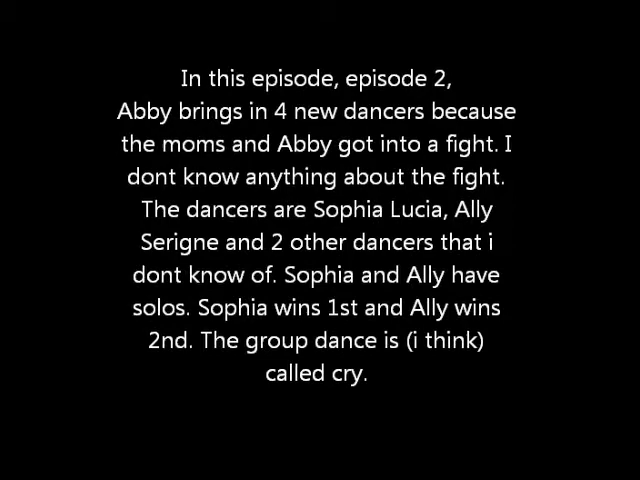 In this episode, episode 2,
Abby brings in 4 new dancers because
the moms and Abby got into a fight. I
dont know anything about the fight.
The dancers are Sophia Lucia, Ally
Serigne and 2 other dancers that i
dont know of. Sophia and Ally have
solos. Sophia wins 1st and Ally wins
2nd. The group dance is (i think)
called cry.